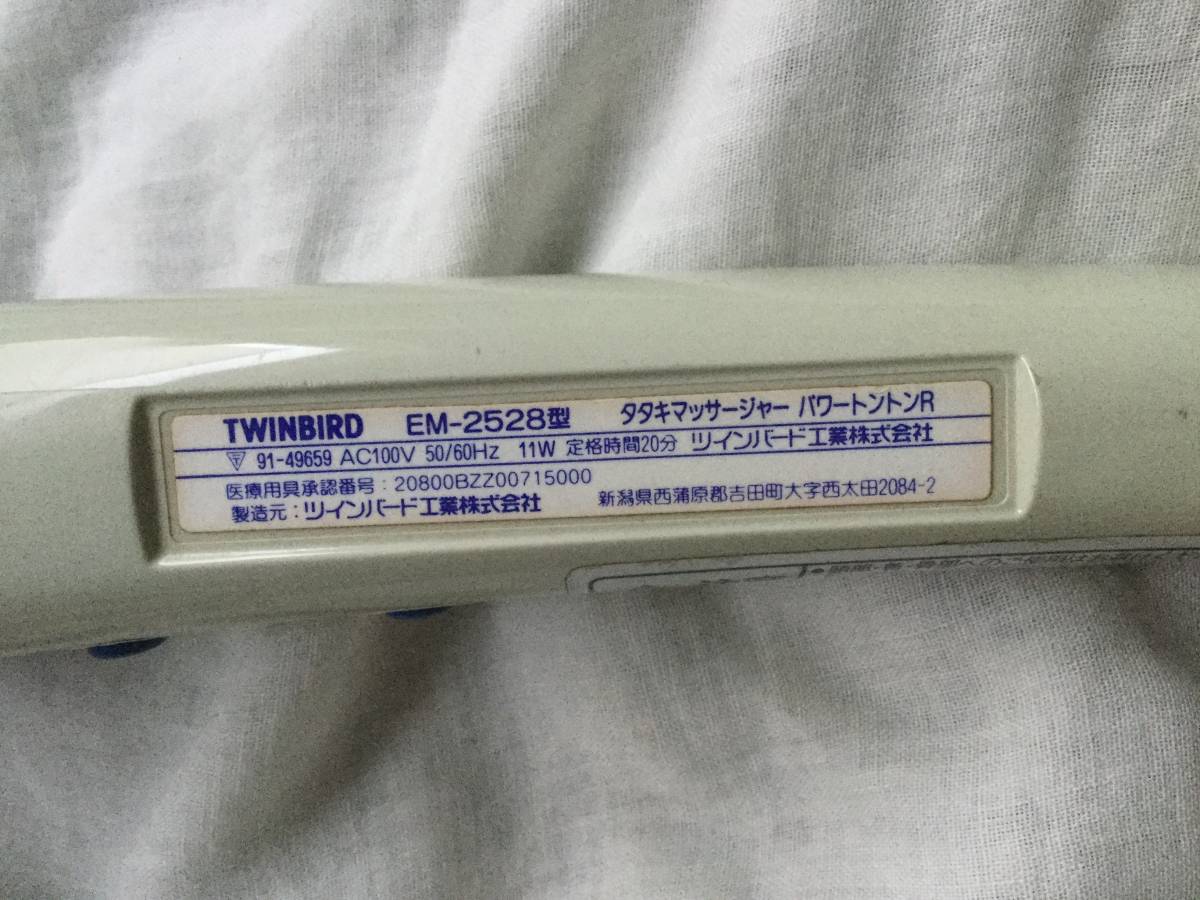 TWINBIRD EM-2528型 タタキマッサージャー パワートントンR
91-49659 AC100V 50/60Hz 11W 定格時間20分 ツインバード工業株式会社
医療用具承認番号：20800BZZ00715000
製造元：ツインバード工業株式会社 新潟県西蒲原郡吉田町大字西太田2084-2